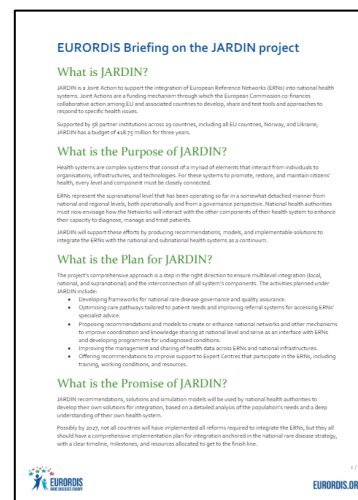 EURORDIS Briefing on the JARDIN project
What is JARDIN?
JARDIN is a Joint Action to support the integration of European Reference Networks (ERNs) into national health
systems. Joint Actions are a funding mechanism through which the European Commission co-finances
collaborative action among EU and associated countries to develop, share and test tools and approaches to
respond to specific health issues.
Supported by 58 partner institutions across 29 countries, including all EU countries, Norway, and Ukraine,
JARDIN has a budget of €18.75 million for three years.
What is the Purpose of JARDIN?
Health systems are complex systems that consist of a myriad of elements that interact from individuals to
organisations, infrastructures, and technologies. For these systems to promote, restore, and maintain citizens'
health, every level and component must be closely connected.
ERNs represent the supranational level that has been operating so far in a somewhat detached manner from
national and regional levels, both operationally and from a governance perspective. National health authorities
must now envisage how the Networks will interact with the other components of their health system to enhance
their capacity to diagnose, manage and treat patients.
JARDIN will support these efforts by producing recommendations, models, and implementable solutions to
integrate the ERNs with the national and subnational health systems as a continuum.
What is the Plan for JARDIN?
The project's comprehensive approach is a step in the right direction to ensure multilevel integration (local,
national, and supranational) and the interconnection of all system's components. The activities planned under
JARDIN include:
• Developing frameworks for national rare disease governance and quality assurance.
• Optimising care pathways tailored to patient needs and improving referral systems for accessing ERNs'
specialist advice.
• Proposing recommendations and models to create or enhance national networks and other mechanisms
to improve coordination and knowledge sharing at national level and serve as an interface with ERNs
and developing programmes for undiagnosed conditions.
• Improving the management and sharing of health data across ERNs and national infrastructures.
• Offering recommendations to improve support to Expert Centres that participate in the ERNs, including
training, working conditions, and resources.
What is the Promise of JARDIN?
JARDIN recommendations, solutions and simulation models will be used by national health authorities to
develop their own solutions for integration, based on a detailed analysis of the population's needs and a deep
understanding of their own health system.
Possibly by 2027, not all countries will have implemented all reforms required to integrate the ERNs, but they all
should have a comprehensive implementation plan for integration anchored in the national rare disease strategy,
with a clear timeline, milestones, and resources allocated to get to the finish line.
1 /
EURORDIS
RARE DISEASES EUROPE
EURORDIS.OR